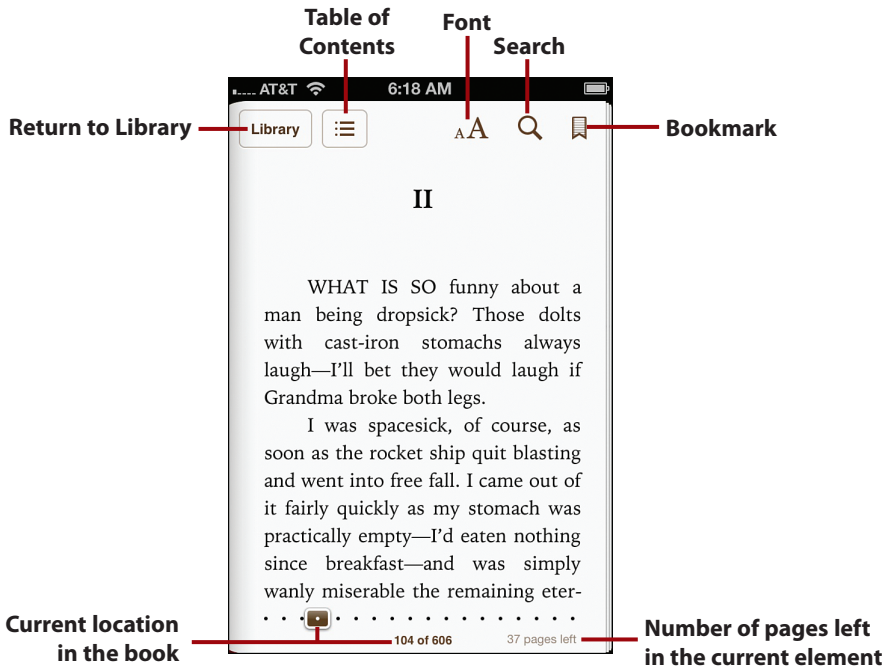 Table of
Contents
Font
Search
AT&T 6:18 AM
Return to Library
Library
AA
Bookmark
II
WHAT IS SO funny about a
man being dropsick? Those dolts
with cast-iron stomachs always
laugh—I’ll bet they would laugh if
Grandma broke both legs.
I was spacesick, of course, as
soon as the rocket ship quit blasting
and went into free fall. I came out of
it fairly quickly as my stomach was
practically empty—I’d eaten nothing
since breakfast—and was simply
wanly miserable the remaining eter-
Current location
in the book
104 of 606
37 pages left
Number of pages left
in the current element